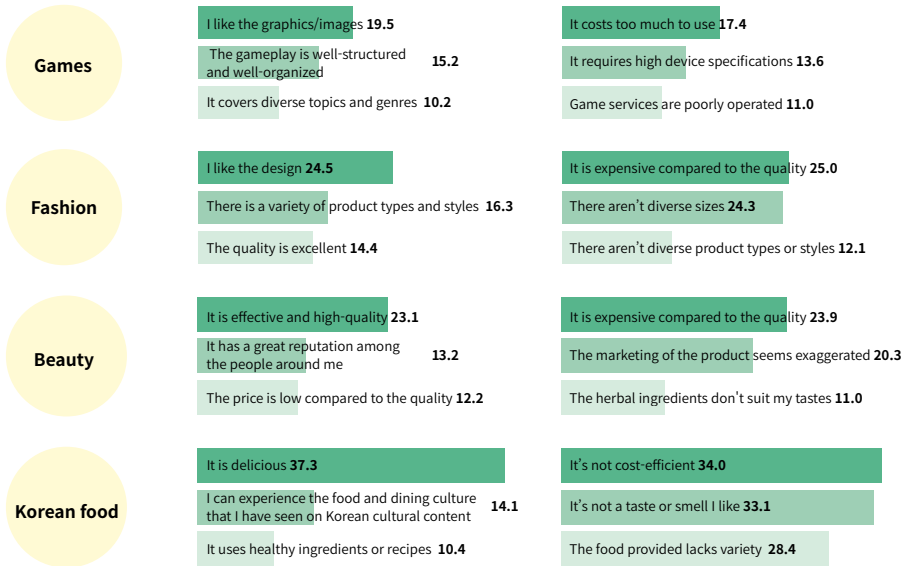 Games
I like the graphics/images 19.5
The gameplay is well-structured
and well-organized 15.2
It covers diverse topics and genres 10.2
It costs too much to use 17.4
It requires high device specifications 13.6
Game services are poorly operated 11.0
Fashion
I like the design 24.5
There is a variety of product types and styles 16.3
The quality is excellent 14.4
It is expensive compared to the quality 25.0
There aren't diverse sizes 24.3
There aren't diverse product types or styles 12.1
Beauty
It is effective and high-quality 23.1
It has a great reputation among
the people around me 13.2
The price is low compared to the quality 12.2
It is expensive compared to the quality 23.9
The marketing of the product seems exaggerated 20.3
The herbal ingredients don't suit my tastes 11.0
Korean food
It is delicious 37.3
I can experience the food and dining culture
that I have seen on Korean cultural content 14.1
It uses healthy ingredients or recipes 10.4
It's not cost-efficient 34.0
It's not a taste or smell I like 33.1
The food provided lacks variety 28.4